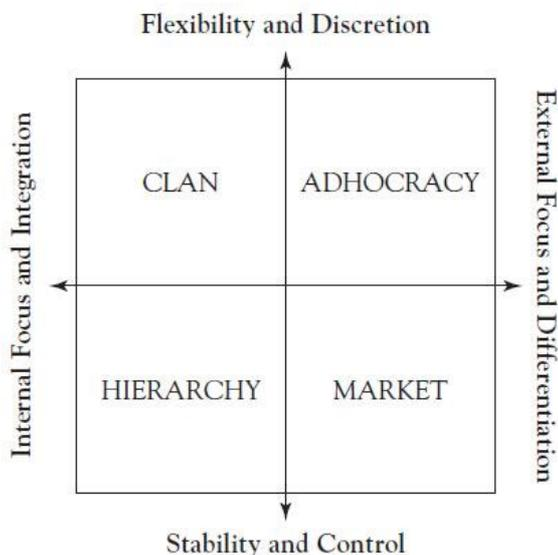 Flexibility and Discretion
Internal Focus and Integration
External Focus and Differentiation
CLAN
ADHOCRACY
HIERARCHY
MARKET
Stability and Control